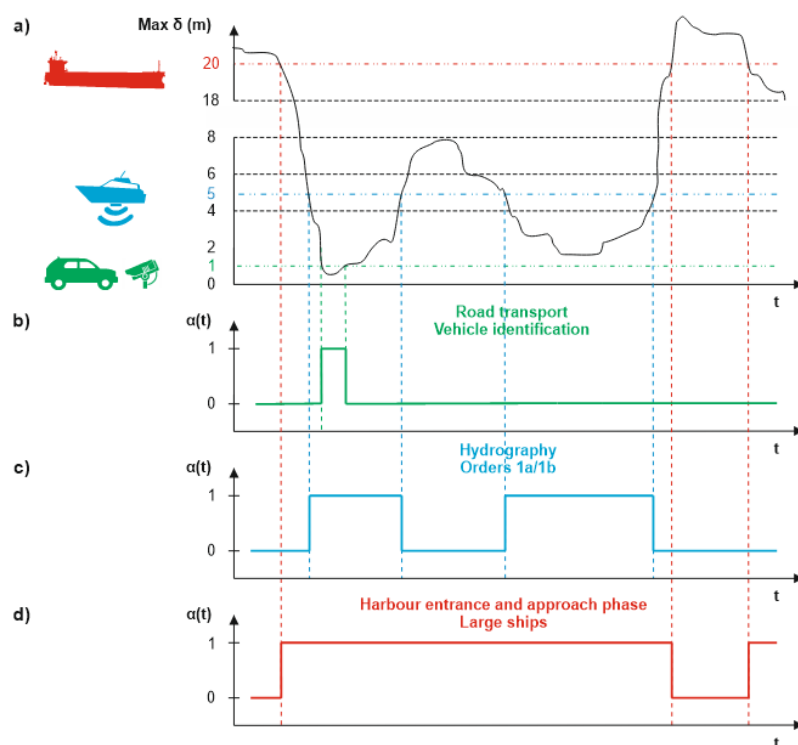 a)
Max δ (m)
20
18
8
6
5
4
2
1
0
t
b)
α(t)
Road transport
Vehicle identification
1
0
t
c)
α(t)
Hydrography
Orders 1a/1b
1
0
t
d)
α(t)
Harbour entrance and approach phase
Large ships
1
0
t